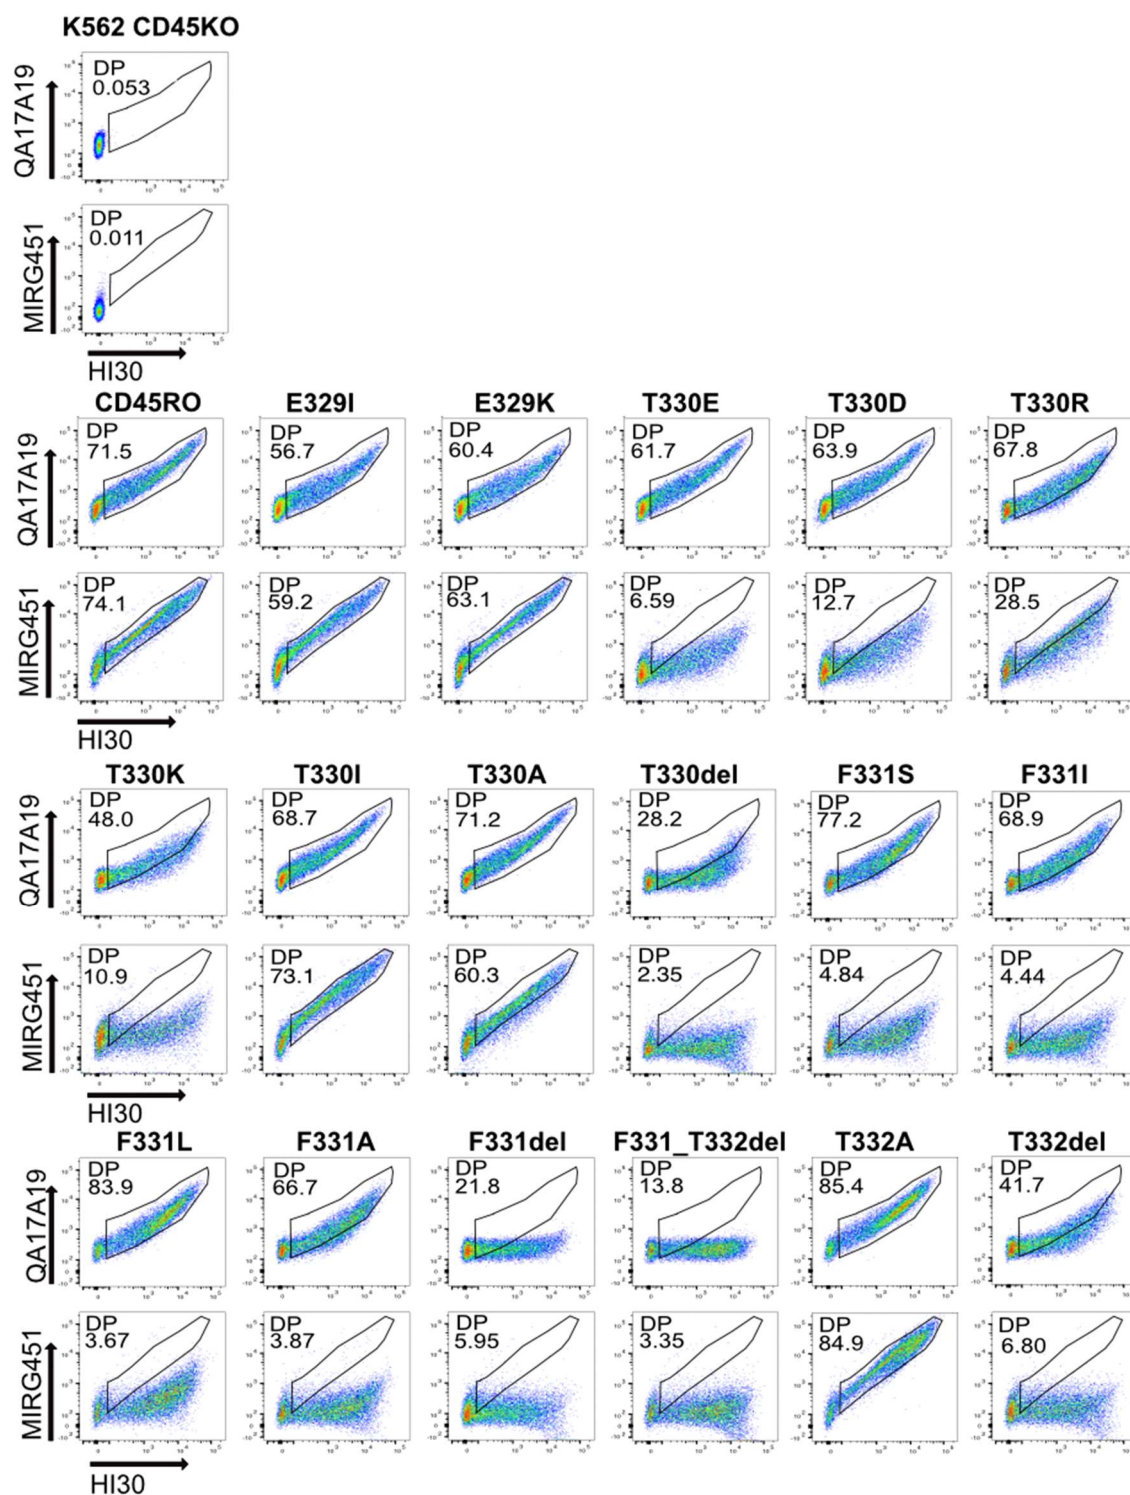 K562 CD45KO
QA17A19
DP
0.053
MIRG451
DP
0.011
HI30
CD45RO E329I E329K T330E T330D T330R
QA17A19
DP DP DP DP DP DP
71.5 56.7 60.4 61.7 63.9 67.8
MIRG451
DP DP DP DP DP DP
74.1 59.2 63.1 6.59 12.7 28.5
HI30
T330K T330I T330A T330del F331S F331I
QA17A19
DP DP DP DP DP DP
48.0 68.7 71.2 28.2 77.2 68.9
MIRG451
DP DP DP DP DP DP
10.9 73.1 60.3 2.35 4.84 4.44
HI30
F331L F331A F331del F331_T332del T332A T332del
QA17A19
DP DP DP DP DP DP
83.9 66.7 21.8 13.8 85.4 41.7
MIRG451
DP DP DP DP DP DP
3.67 3.87 5.95 3.35 84.9 6.80
HI30